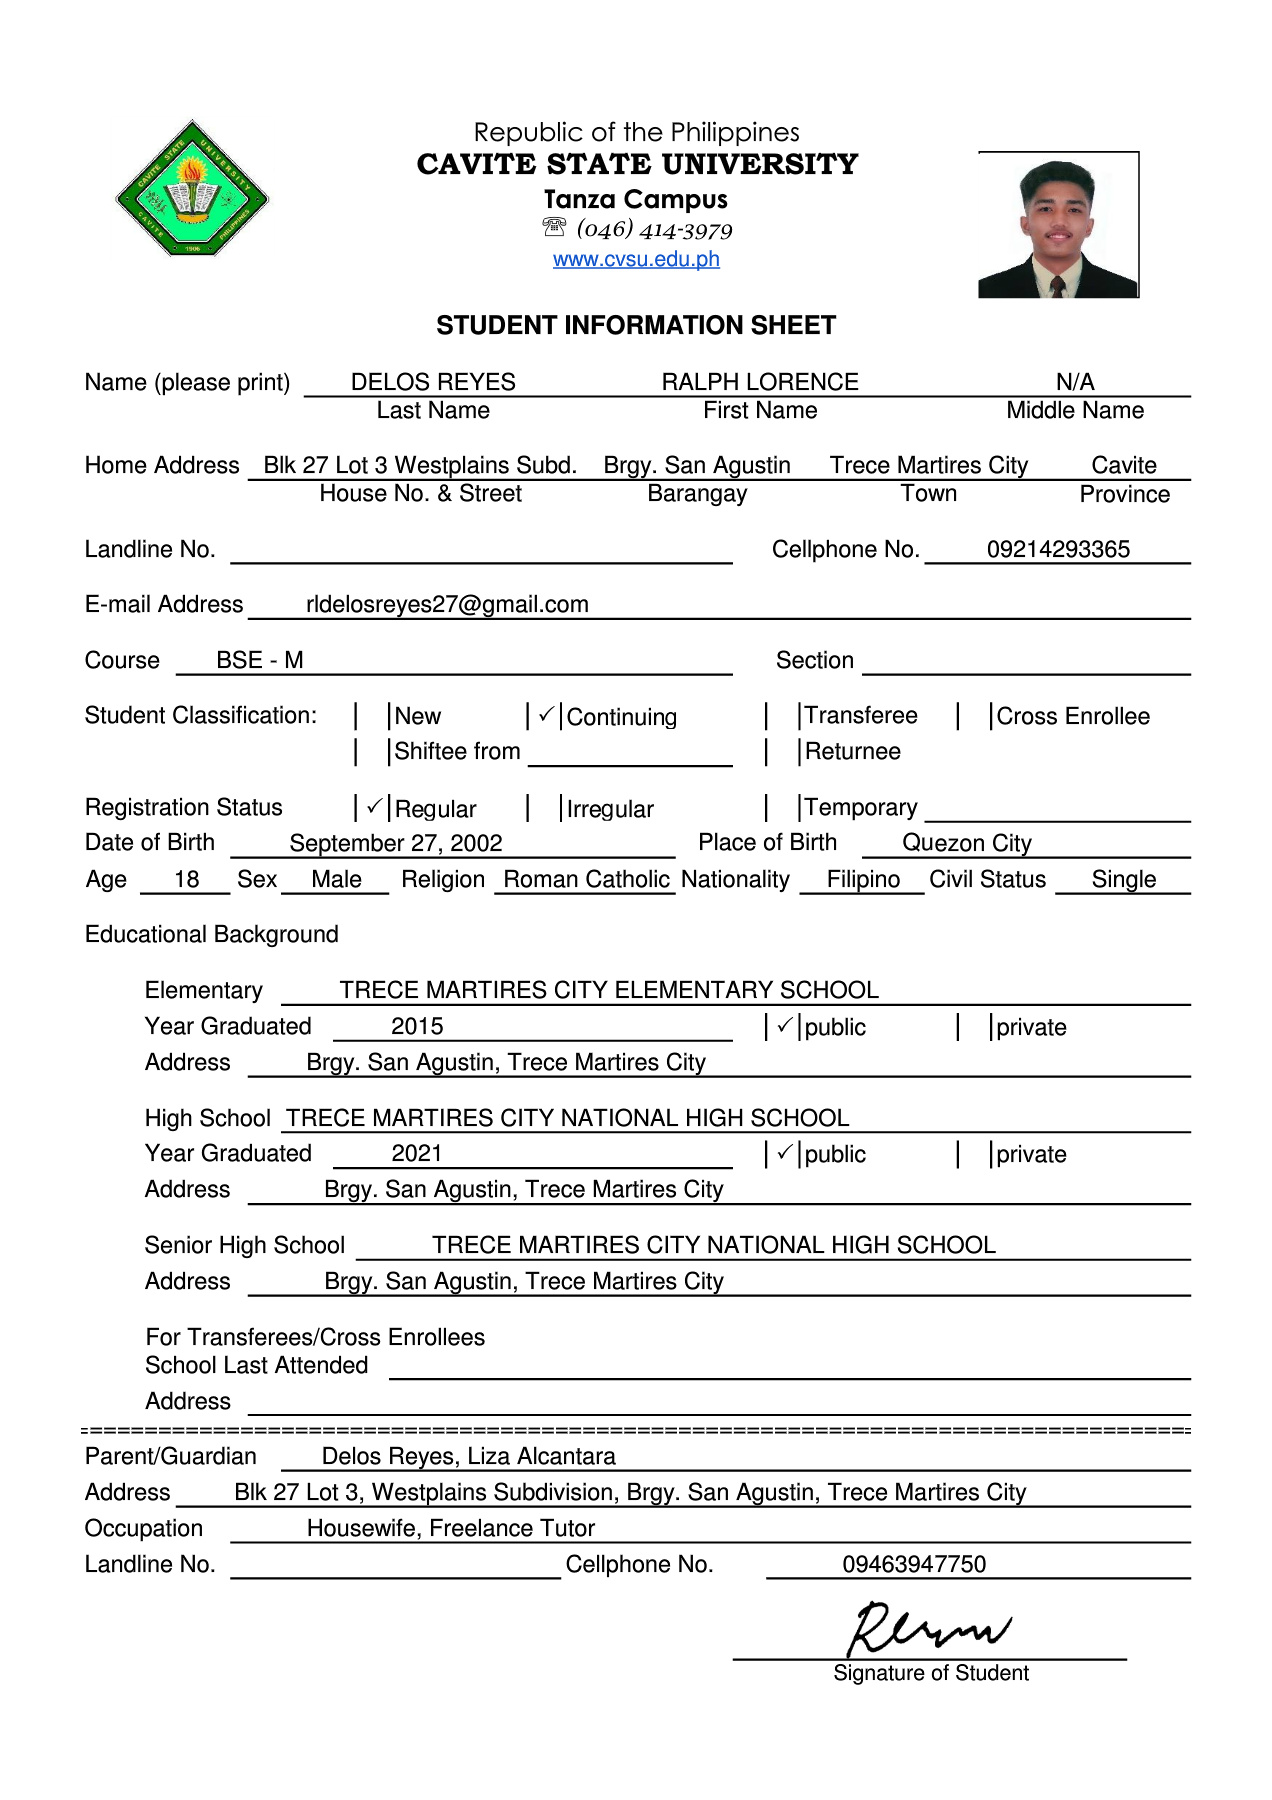 Republic of the Philippines
CAVITE STATE UNIVERSITY
Tanza Campus
☏ (046) 414-3979
www.cvsu.edu.ph
CAVITE STATE UNIVERSITY
CAVITE PHILIPPINES
1906
STUDENT INFORMATION SHEET
Name (please print) DELOS REYES RALPH LORENCE N/A
Last Name First Name Middle Name
Home Address Blk 27 Lot 3 Westplains Subd. Brgy. San Agustin Trece Martires City Cavite
House No. & Street Barangay Town Province
Landline No. Cellphone No. 09214293365
E-mail Address rldelosreyes27@gmail.com
Course BSE - M Section
Student Classification: | |New |✓|Continuing | |Transferee | |Cross Enrollee
| |Shiftee from | |Returnee
Registration Status |✓|Regular | |Irregular | |Temporary
Date of Birth September 27, 2002 Place of Birth Quezon City
Age 18 Sex Male Religion Roman Catholic Nationality Filipino Civil Status Single
Educational Background
Elementary TRECE MARTIRES CITY ELEMENTARY SCHOOL
Year Graduated 2015 |✓|public | |private
Address Brgy. San Agustin, Trece Martires City
High School TRECE MARTIRES CITY NATIONAL HIGH SCHOOL
Year Graduated 2021 |✓|public | |private
Address Brgy. San Agustin, Trece Martires City
Senior High School TRECE MARTIRES CITY NATIONAL HIGH SCHOOL
Address Brgy. San Agustin, Trece Martires City
For Transferees/Cross Enrollees
School Last Attended
Address
Parent/Guardian Delos Reyes, Liza Alcantara
Address Blk 27 Lot 3, Westplains Subdivision, Brgy. San Agustin, Trece Martires City
Occupation Housewife, Freelance Tutor
Landline No. Cellphone No. 09463947750
Signature of Student